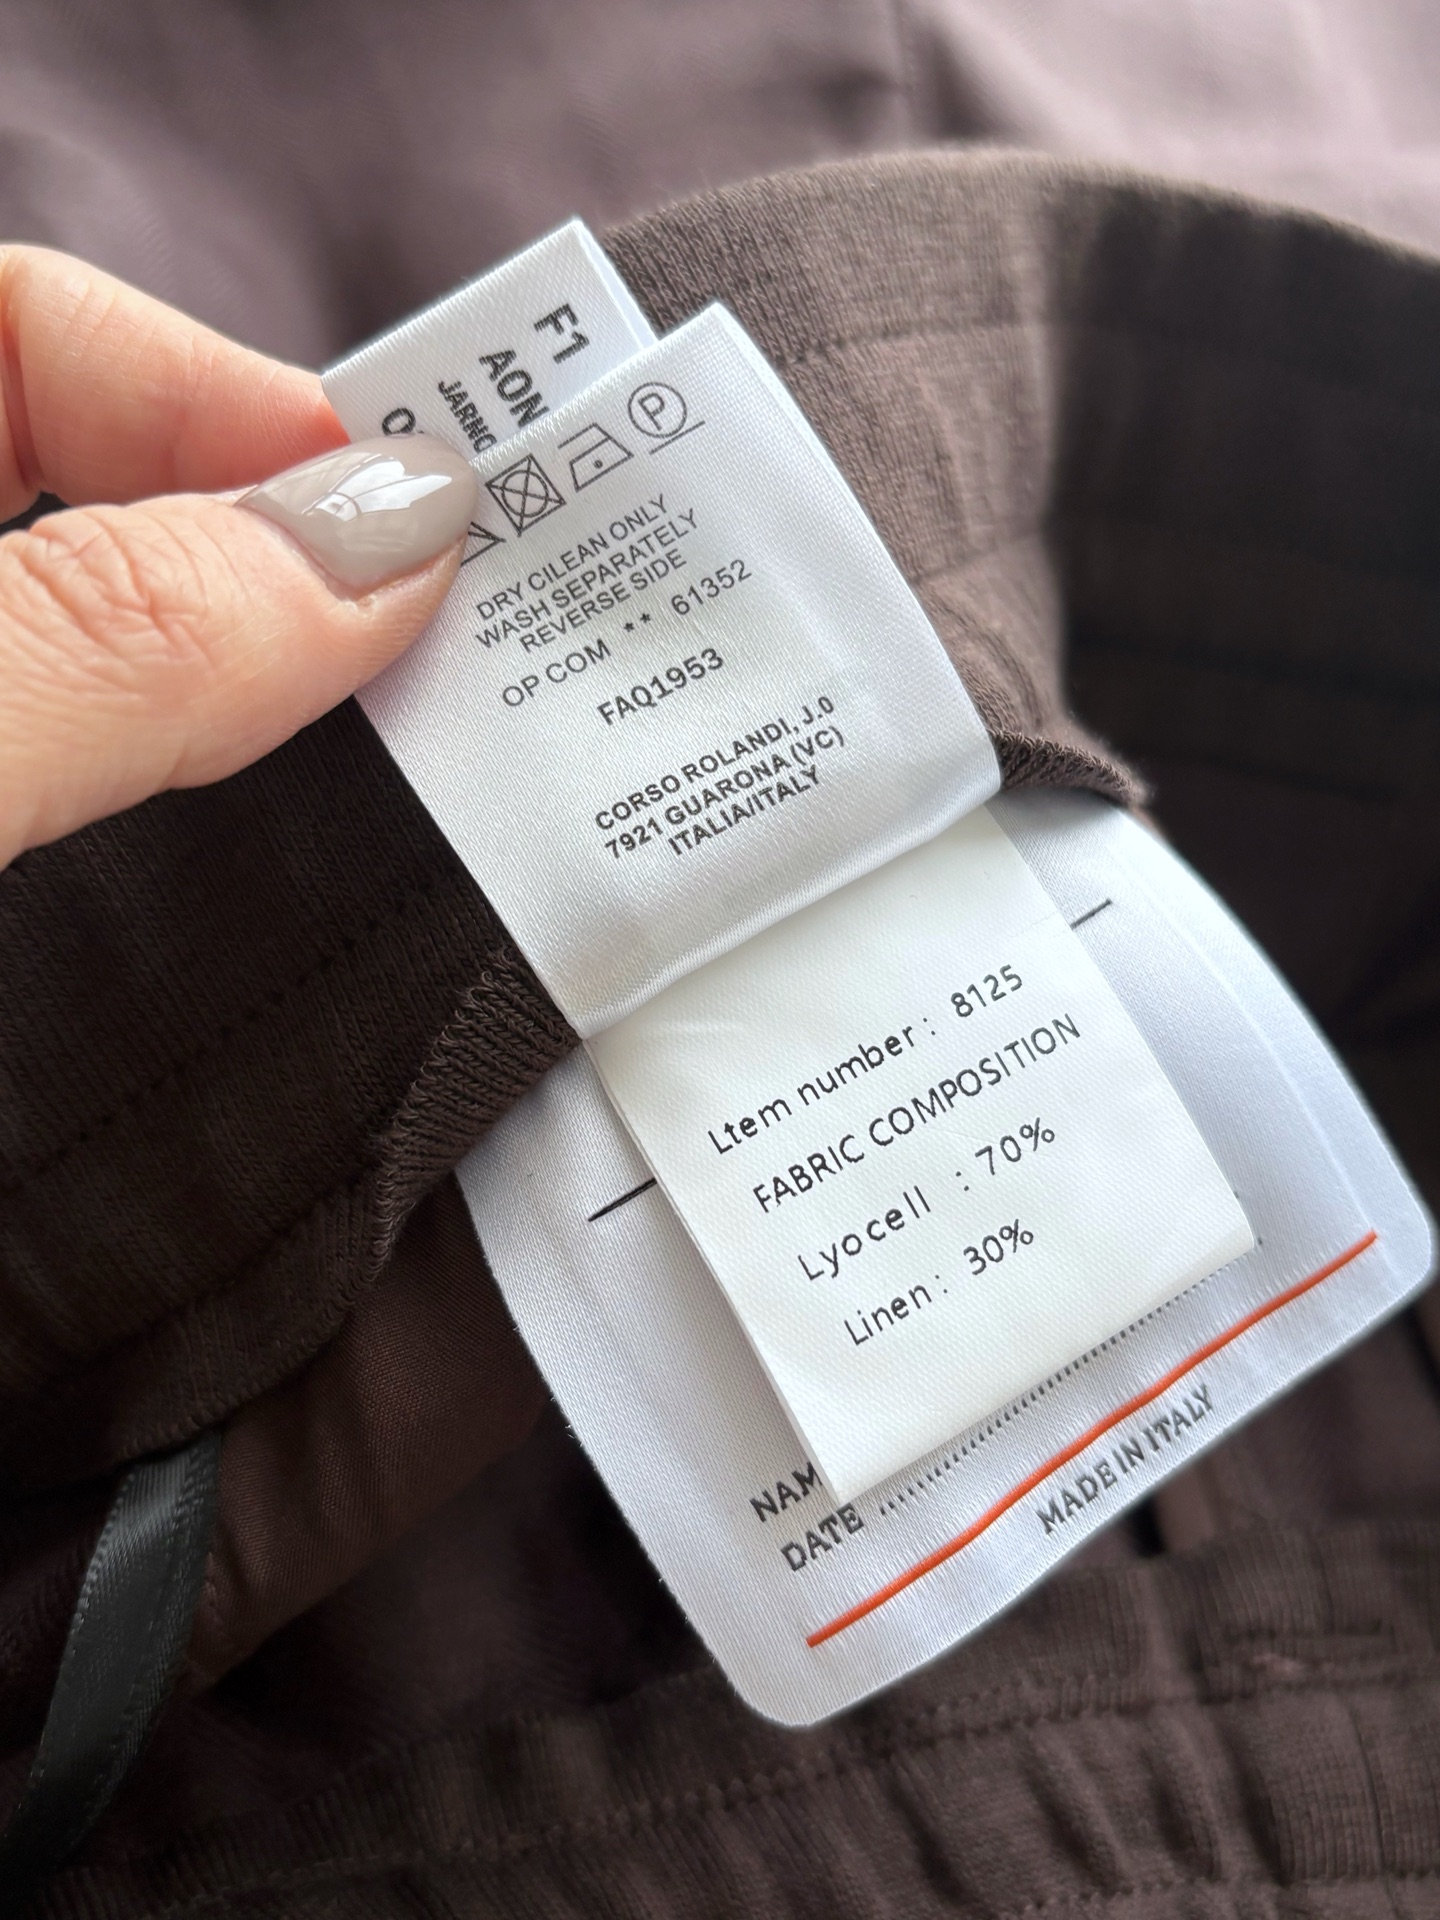 F1
AON
JARNO
P
DRY CILEAN ONLY
WASH SEPARATELY
REVERSE SIDE
OP COM ** 61352
FAQ1953
CORSO ROLANDI, J.0
7921 GUARONA (VC)
ITALIA/ITALY
Ltem number: 8125
FABRIC COMPOSITION
Lyocell : 70%
Linen: 30%
NAM
DATE
MADE IN ITALY